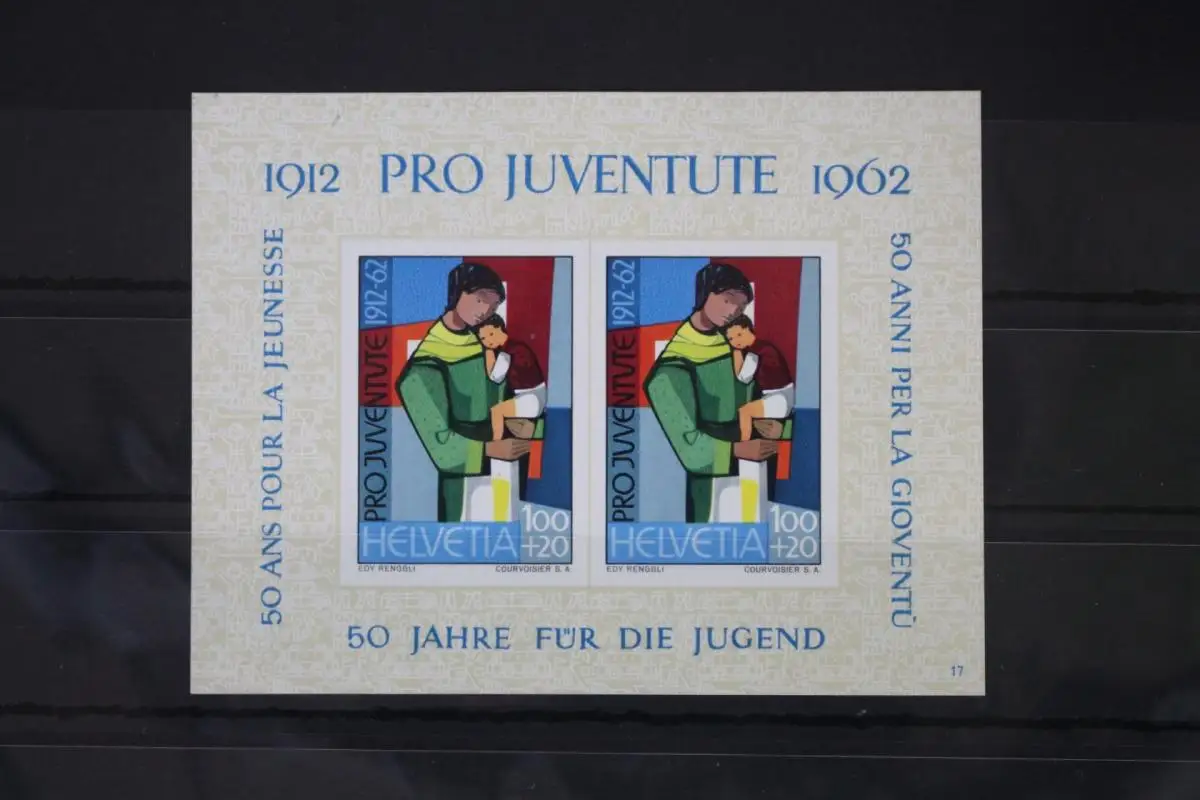 1912 PRO JUVENTUTE 1962
50 ANS POUR LA JEUNESSE
50 ANNI PER LA GIOVENTÙ
PRO JUVENTUTE 1912-62
HELVETIA
100
+20
EDY RENGGLI
COURVOISIER S. A.
PRO JUVENTUTE 1912-62
HELVETIA
100
+20
EDY RENGGLI
COURVOISIER S. A.
50 JAHRE FÜR DIE JUGEND
17